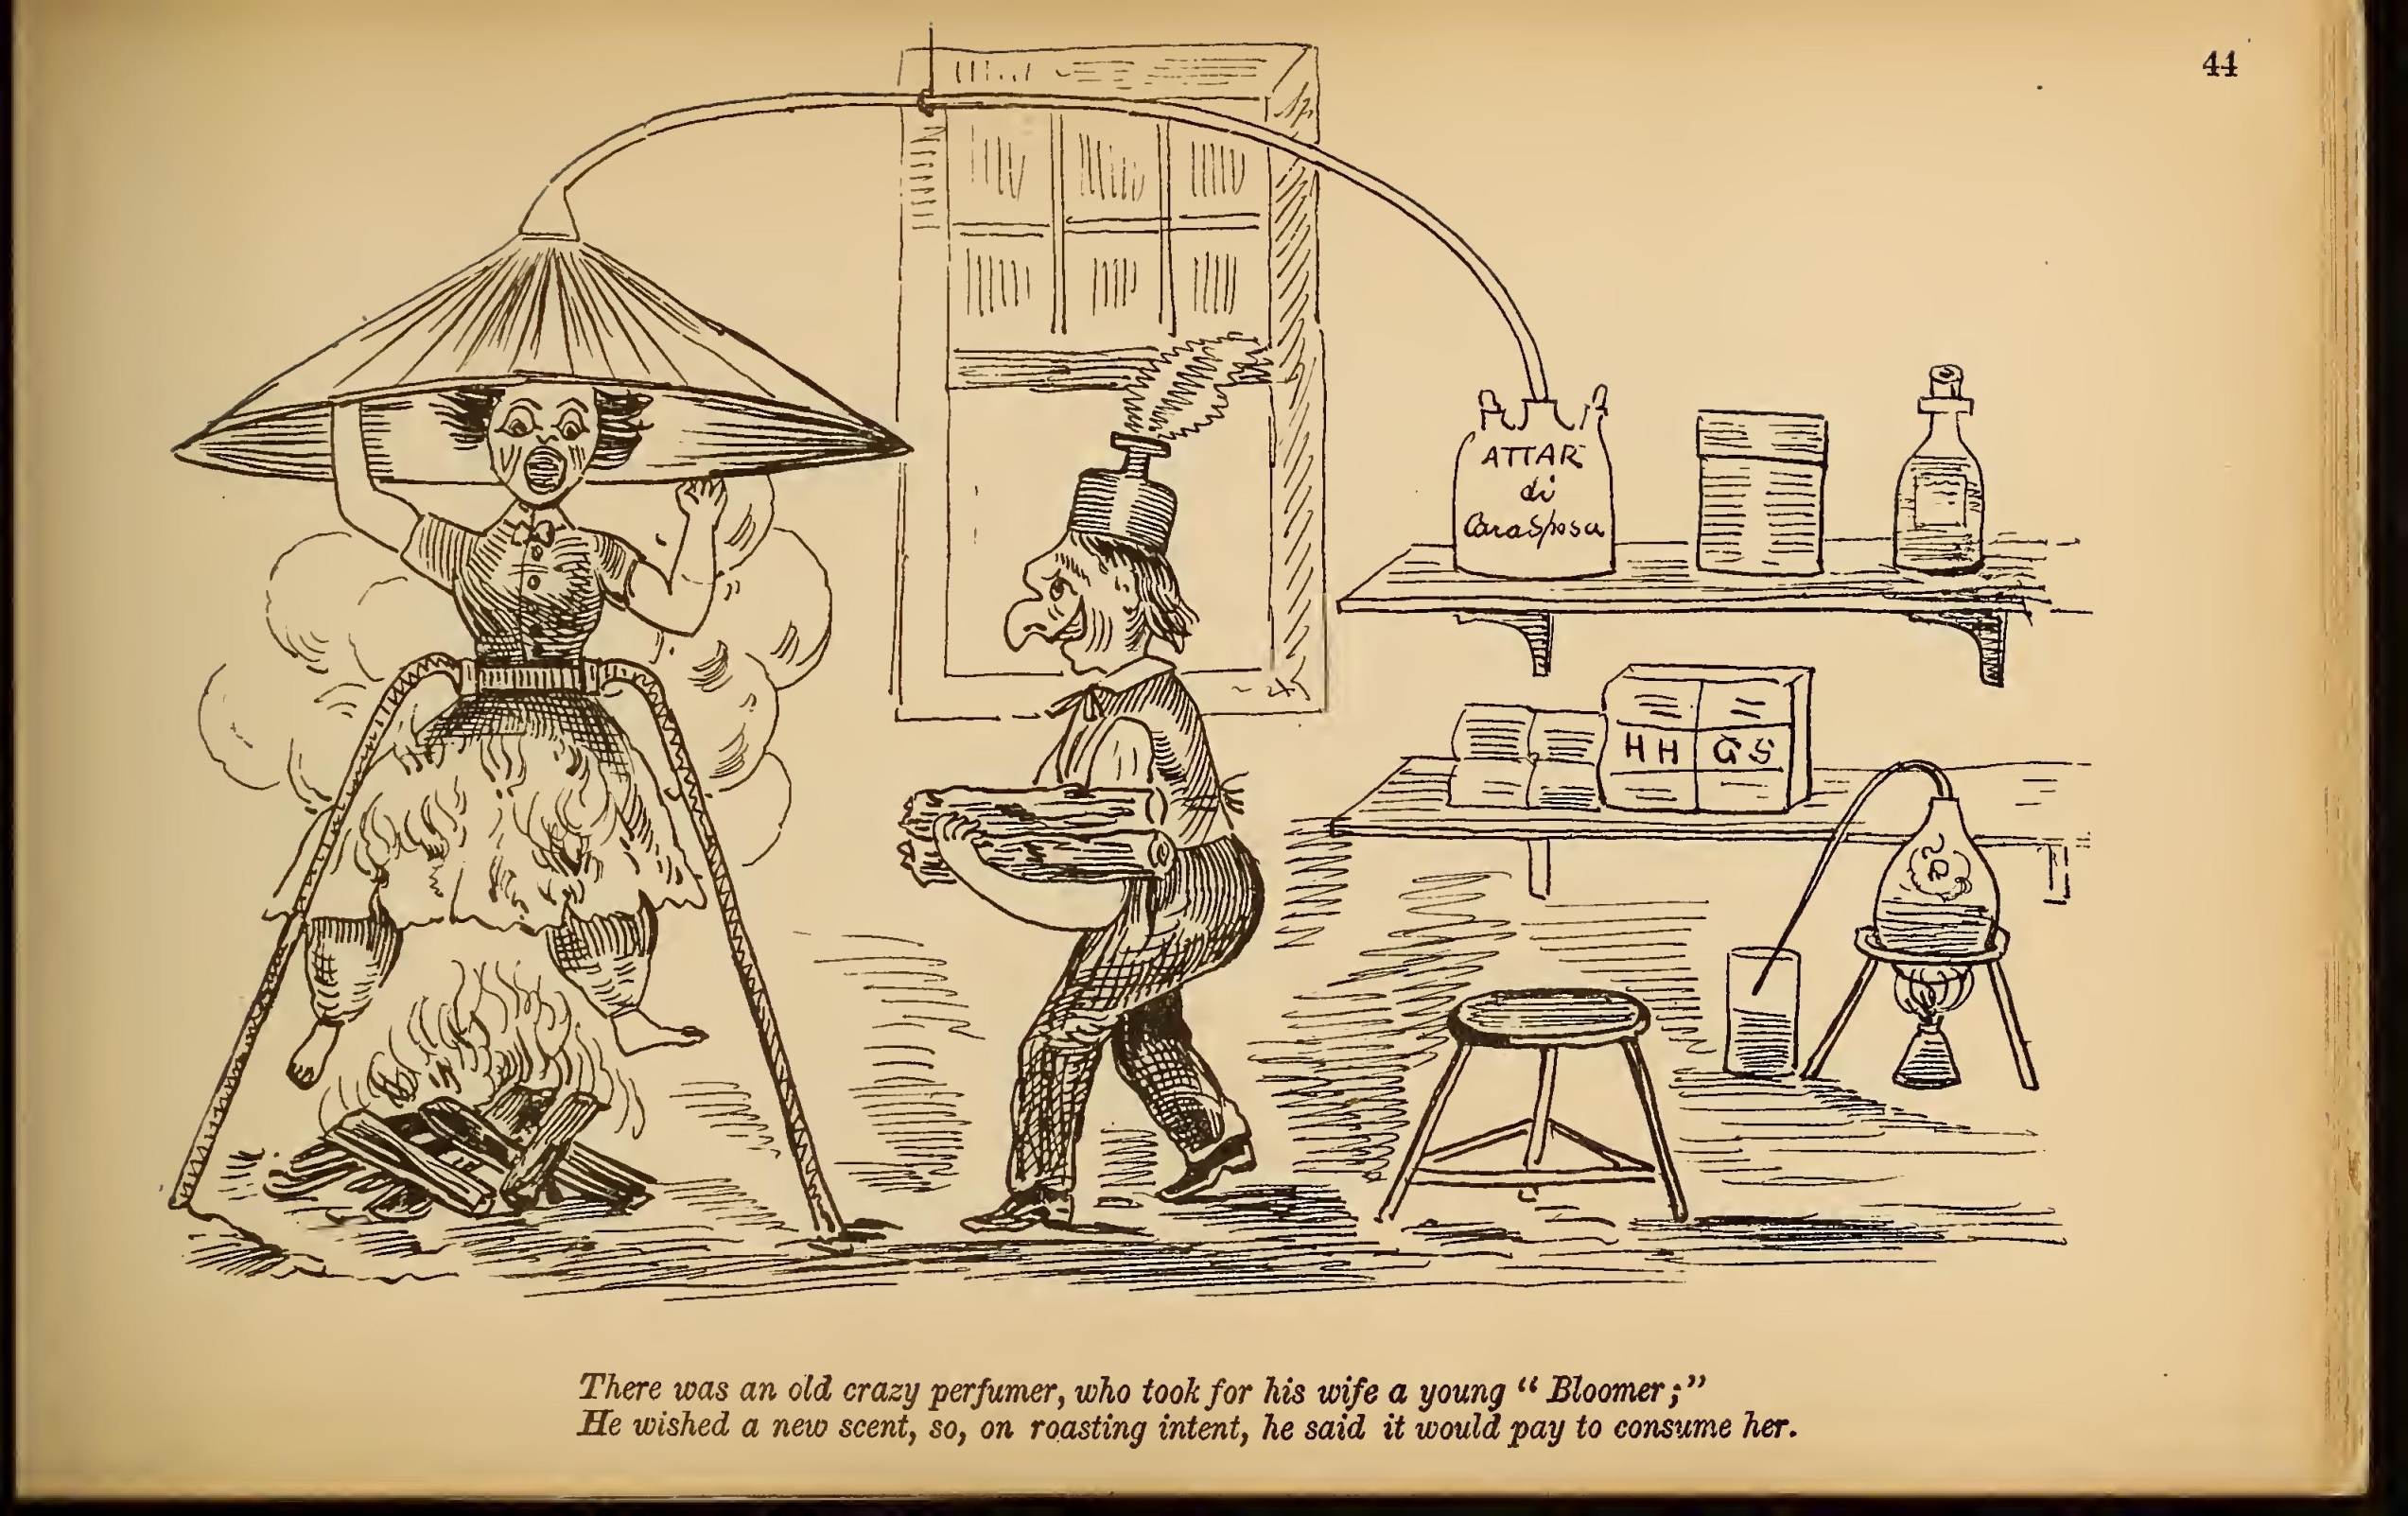 44
ATTAR
di
CaraSposa
HH GS
There was an old crazy perfumer, who took for his wife a young “ Bloomer ;”
He wished a new scent, so, on roasting intent, he said it would pay to consume her.